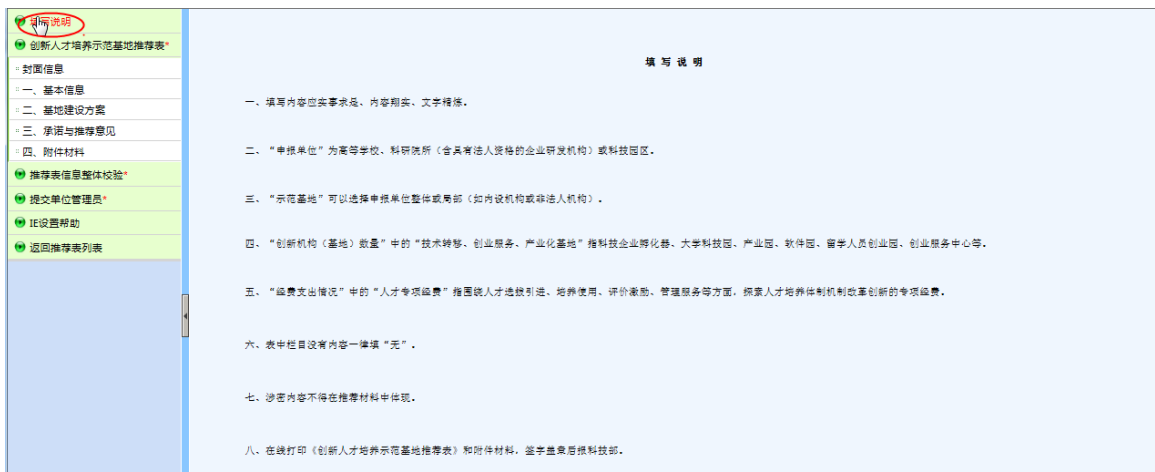 填写说明
创新人才培养示范基地推荐表*
封面信息
一、基本信息
二、基地建设方案
三、承诺与推荐意见
四、附件材料
推荐表信息整体校验*
提交单位管理员*
IE设置帮助
返回推荐表列表
填 写 说 明
一、填写内容应实事求是、内容翔实、文字精炼。
二、“申报单位”为高等学校、科研院所（含具有法人资格的企业研发机构）或科技园区。
三、“示范基地”可以选择申报单位整体或局部（如内设机构或非法人机构）。
四、“创新机构（基地）数量”中的“技术转移、创业服务、产业化基地”指科技企业孵化器、大学科技园、产业园、软件园、留学人员创业园、创业服务中心等。
五、“经费支出情况”中的“人才专项经费”指围绕人才选拔引进、培养使用、评价激励、管理服务等方面，探索人才培养体制机制改革创新的专项经费。
六、表中栏目没有内容一律填“无”。
七、涉密内容不得在推荐材料中体现。
八、在线打印《创新人才培养示范基地推荐表》和附件材料，签字盖章后报科技部。